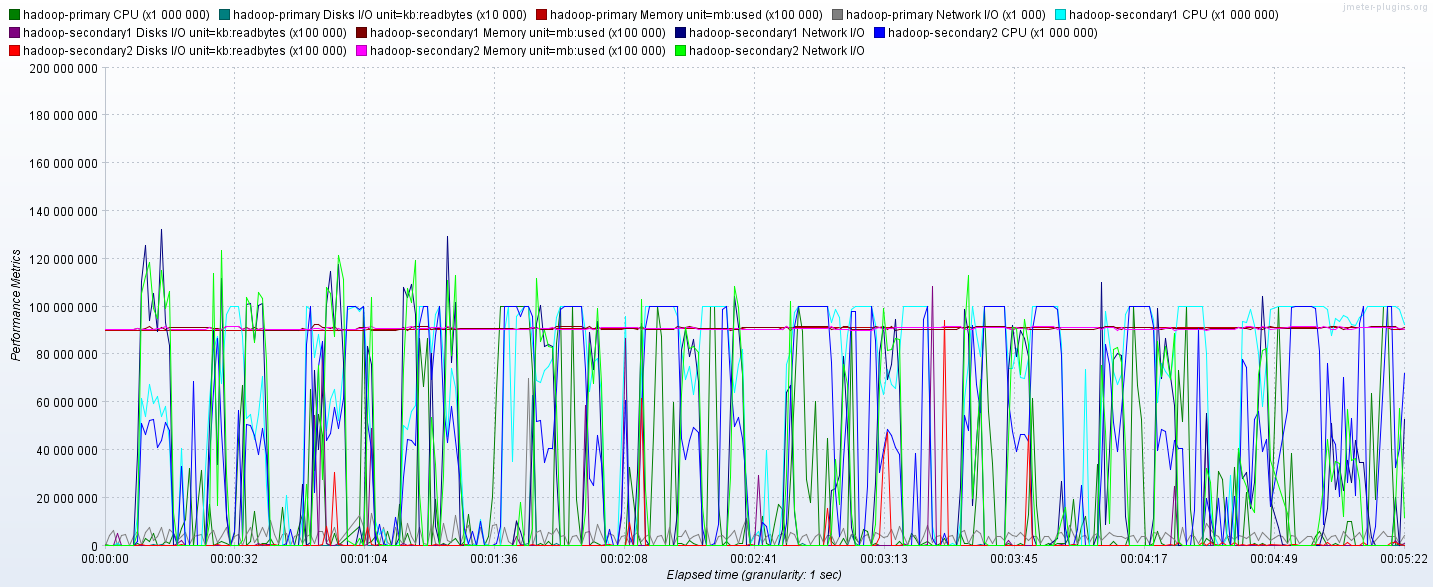 jmeter-plugins.org
hadoop-primary CPU (x1 000 000) hadoop-primary Disks I/O unit=kb:readbytes (x10 000) hadoop-primary Memory unit=mb:used (x100 000) hadoop-primary Network I/O (x1 000) hadoop-secondary1 CPU (x1 000 000)
hadoop-secondary1 Disks I/O unit=kb:readbytes (x100 000) hadoop-secondary1 Memory unit=mb:used (x100 000) hadoop-secondary1 Network I/O hadoop-secondary2 CPU (x1 000 000)
hadoop-secondary2 Disks I/O unit=kb:readbytes (x100 000) hadoop-secondary2 Memory unit=mb:used (x100 000) hadoop-secondary2 Network I/O
200 000 000
180 000 000
160 000 000
140 000 000
120 000 000
100 000 000
80 000 000
60 000 000
40 000 000
20 000 000
0
Performance Metrics
00:00:00 00:00:32 00:01:04 00:01:36 00:02:08 00:02:41 00:03:13 00:03:45 00:04:17 00:04:49 00:05:22
Elapsed time (granularity: 1 sec)